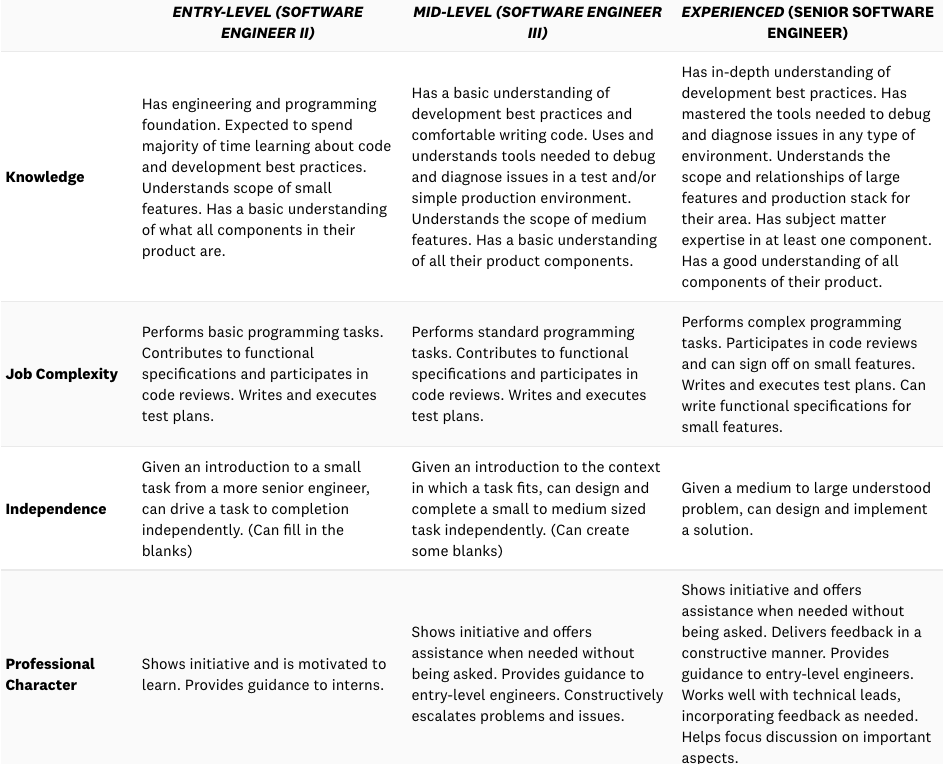 ENTRY-LEVEL (SOFTWARE
ENGINEER II)
MID-LEVEL (SOFTWARE ENGINEER
III)
EXPERIENCED (SENIOR SOFTWARE
ENGINEER)
Knowledge
Has engineering and programming
foundation. Expected to spend
majority of time learning about code
and development best practices.
Understands scope of small
features. Has a basic understanding
of what all components in their
product are.
Has a basic understanding of
development best practices and
comfortable writing code. Uses and
understands tools needed to debug
and diagnose issues in a test and/or
simple production environment.
Understands the scope of medium
features. Has a basic understanding
of all their product components.
Has in-depth understanding of
development best practices. Has
mastered the tools needed to debug
and diagnose issues in any type of
environment. Understands the
scope and relationships of large
features and production stack for
their area. Has subject matter
expertise in at least one component.
Has a good understanding of all
components of their product.
Job Complexity
Performs basic programming tasks.
Contributes to functional
specifications and participates in
code reviews. Writes and executes
test plans.
Performs standard programming
tasks. Contributes to functional
specifications and participates in
code reviews. Writes and executes
test plans.
Performs complex programming
tasks. Participates in code reviews
and can sign off on small features.
Writes and executes test plans. Can
write functional specifications for
small features.
Independence
Given an introduction to a small
task from a more senior engineer,
can drive a task to completion
independently. (Can fill in the
blanks)
Given an introduction to the context
in which a task fits, can design and
complete a small to medium sized
task independently. (Can create
some blanks)
Given a medium to large understood
problem, can design and implement
a solution.
Professional
Character
Shows initiative and is motivated to
learn. Provides guidance to interns.
Shows initiative and offers
assistance when needed without
being asked. Provides guidance to
entry-level engineers. Constructively
escalates problems and issues.
Shows initiative and offers
assistance when needed without
being asked. Delivers feedback in a
constructive manner. Provides
guidance to entry-level engineers.
Works well with technical leads,
incorporating feedback as needed.
Helps focus discussion on important
aspects.